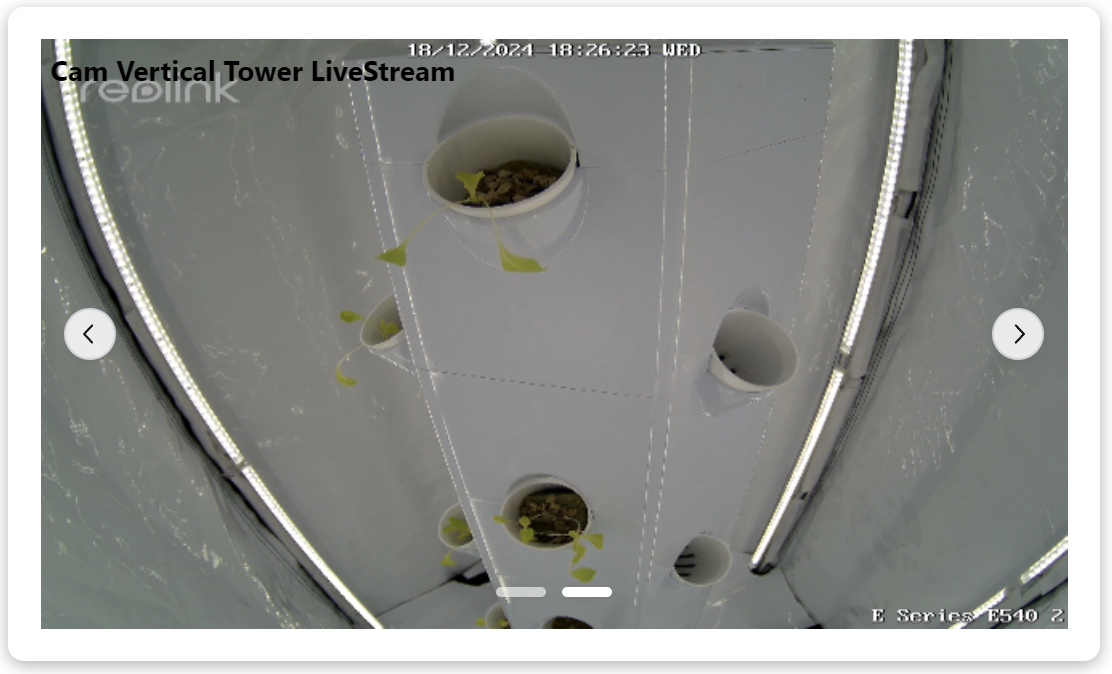 18/12/2024 18:26:23 WED
Cam Vertical Tower LiveStream
reolink
E Series E540 2